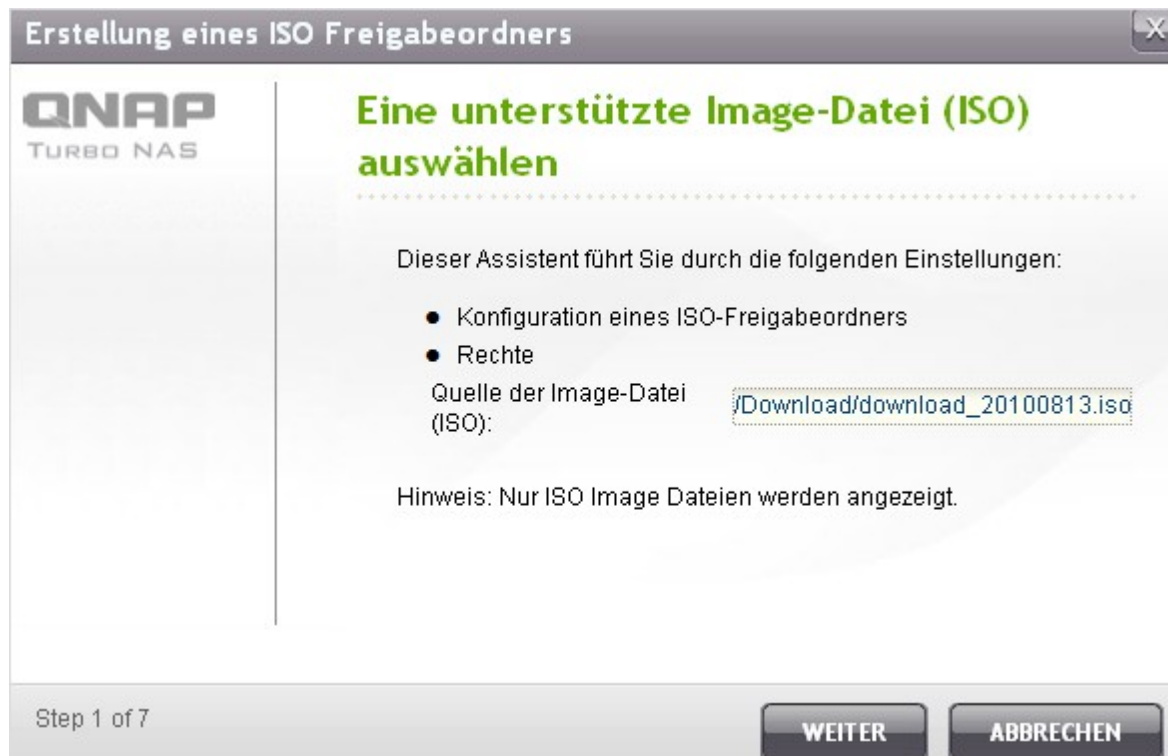 Erstellung eines ISO Freigabeordners
X
QNAP
TURBO NAS
Eine unterstützte Image-Datei (ISO)
auswählen
Dieser Assistent führt Sie durch die folgenden Einstellungen:
● Konfiguration eines ISO-Freigabeordners
● Rechte
Quelle der Image-Datei
(ISO):
/Download/download_20100813.iso
Hinweis: Nur ISO Image Dateien werden angezeigt.
Step 1 of 7
WEITER
ABBRECHEN